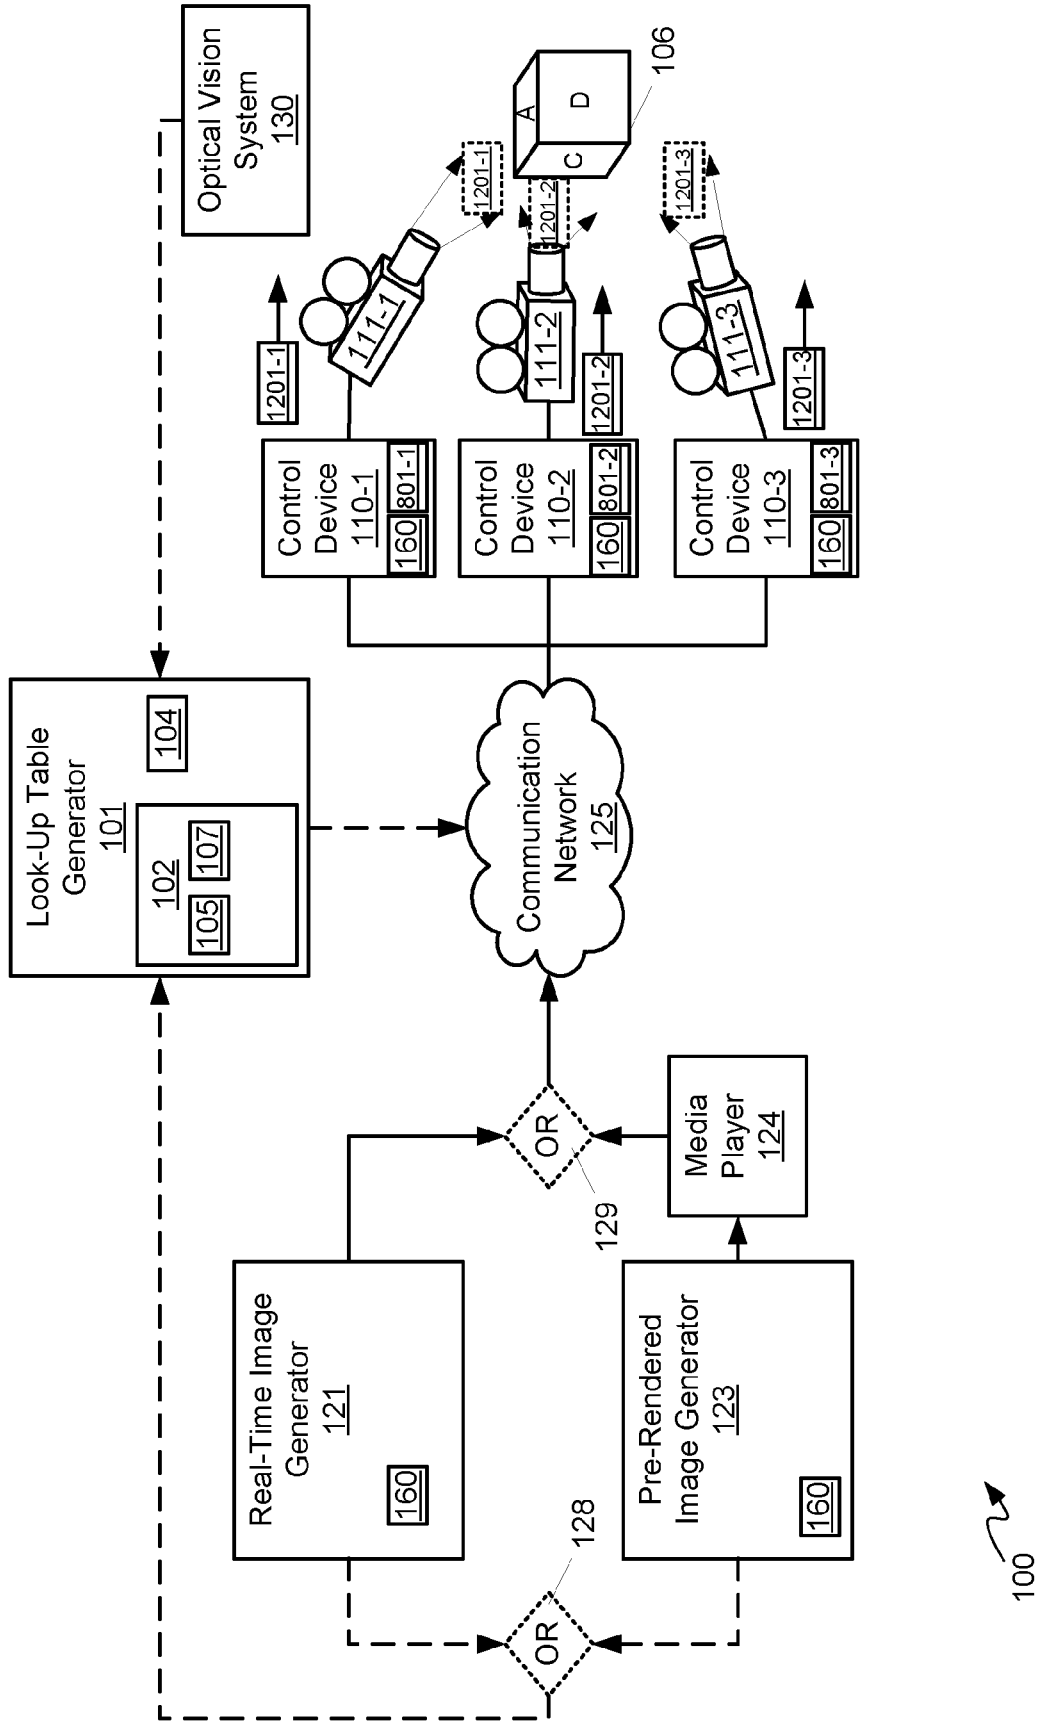 Optical Vision
System
130
Look-Up Table
Generator
101
102
105
107
104
Real-Time Image
Generator
121
160
Pre-Rendered
Image Generator
123
160
OR
128
Media
Player
124
OR
129
Communication
Network
125
Control
Device
110-1
160
801-1
Control
Device
110-2
160
801-2
Control
Device
110-3
160
801-3
1201-1
111-1
1201-1
1201-2
111-2
1201-2
1201-3
111-3
1201-3
A
C
D
106
100